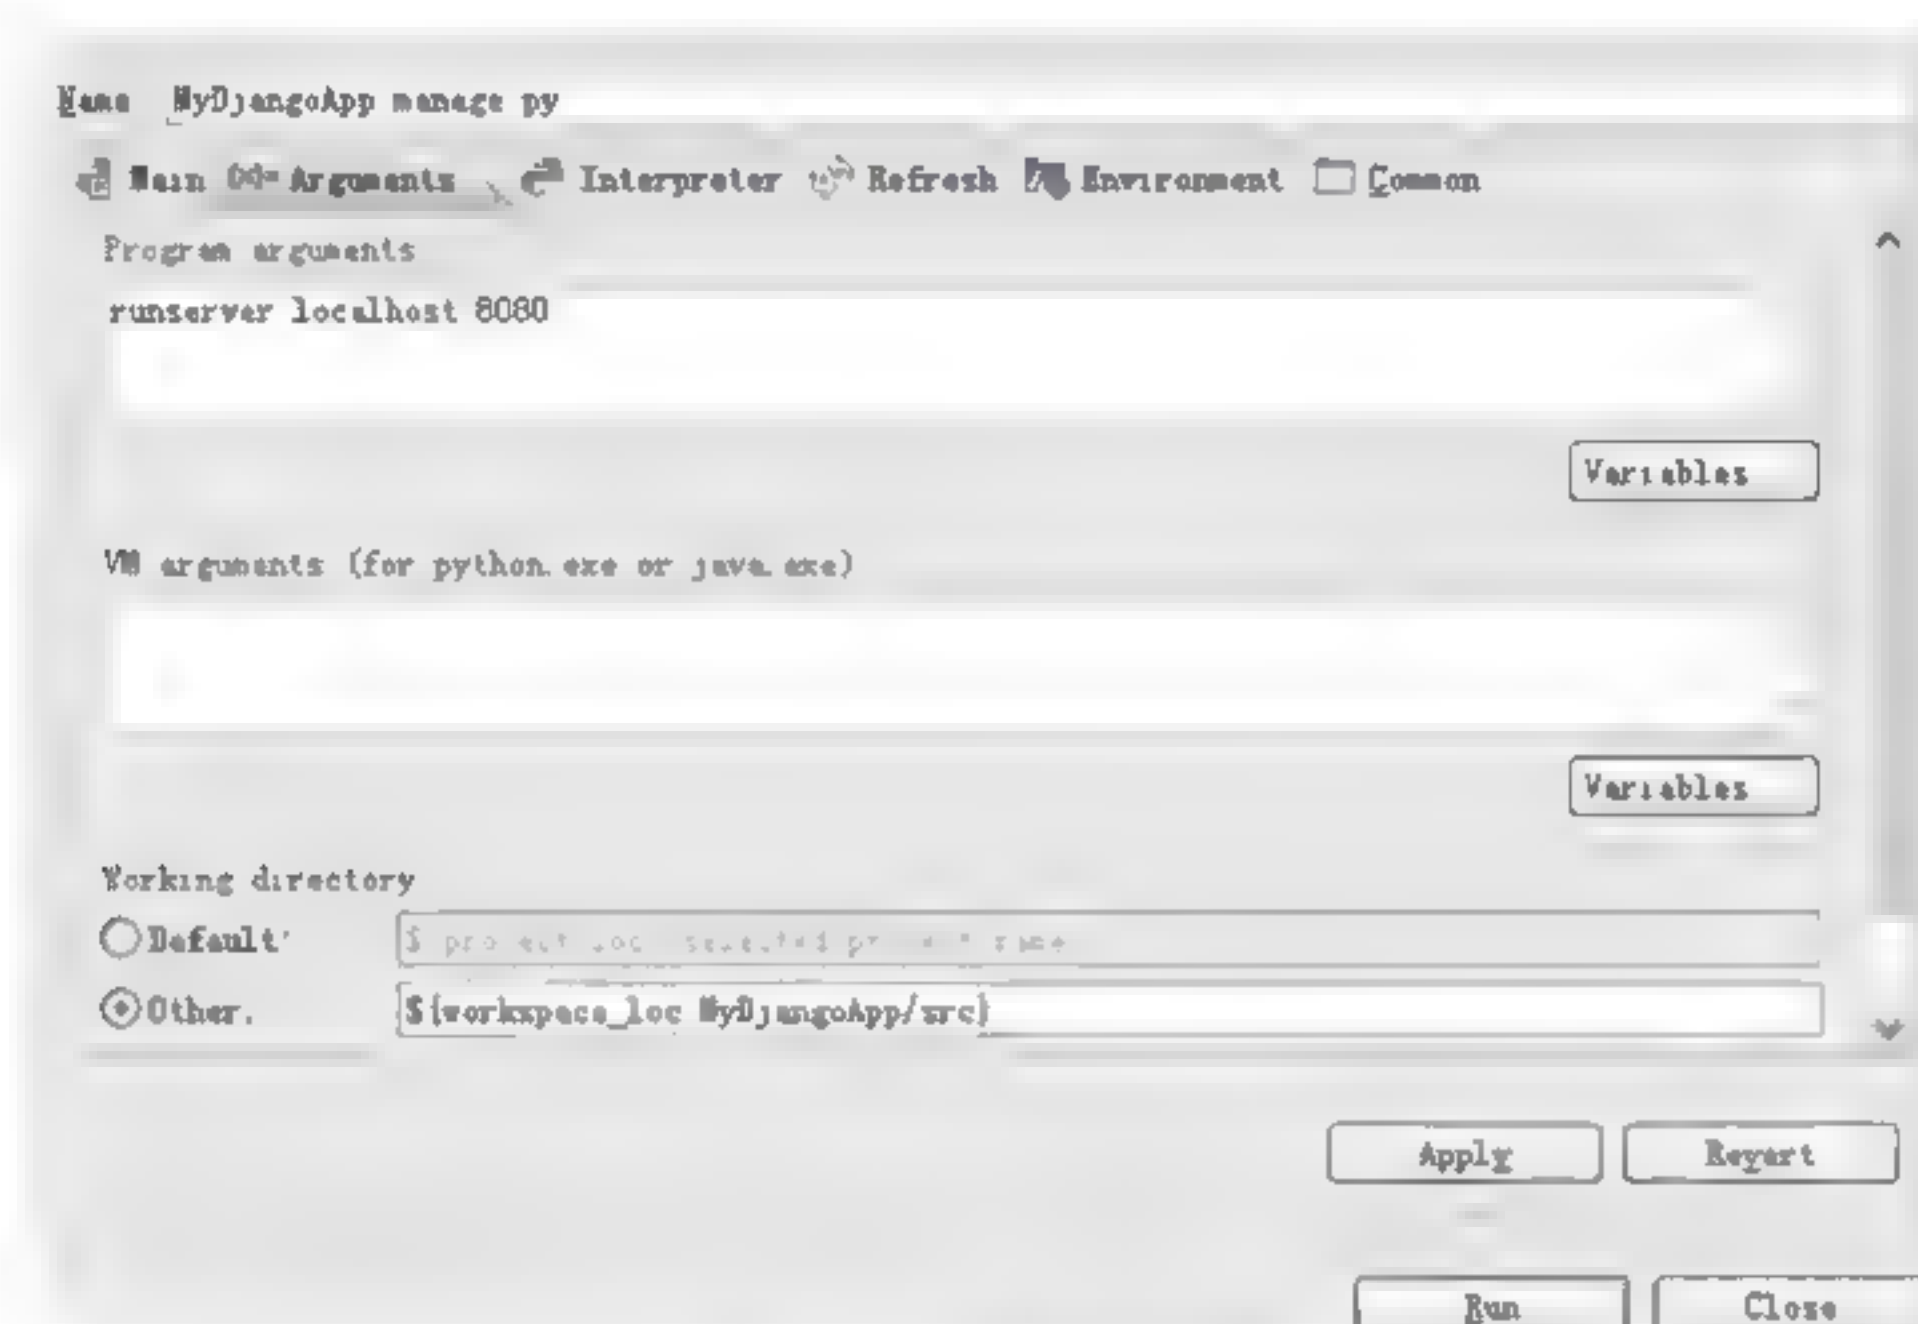 Name MyDjangoApp manage py
Main Arguments Interpreter Refresh Environment Common
Program arguments
runserver localhost 8080
Variables
VM arguments (for python.exe or java.exe)
Variables
Working directory
Default:
Other.
${workspace_loc MyDjangoApp/src}
Apply Revert
Run Close